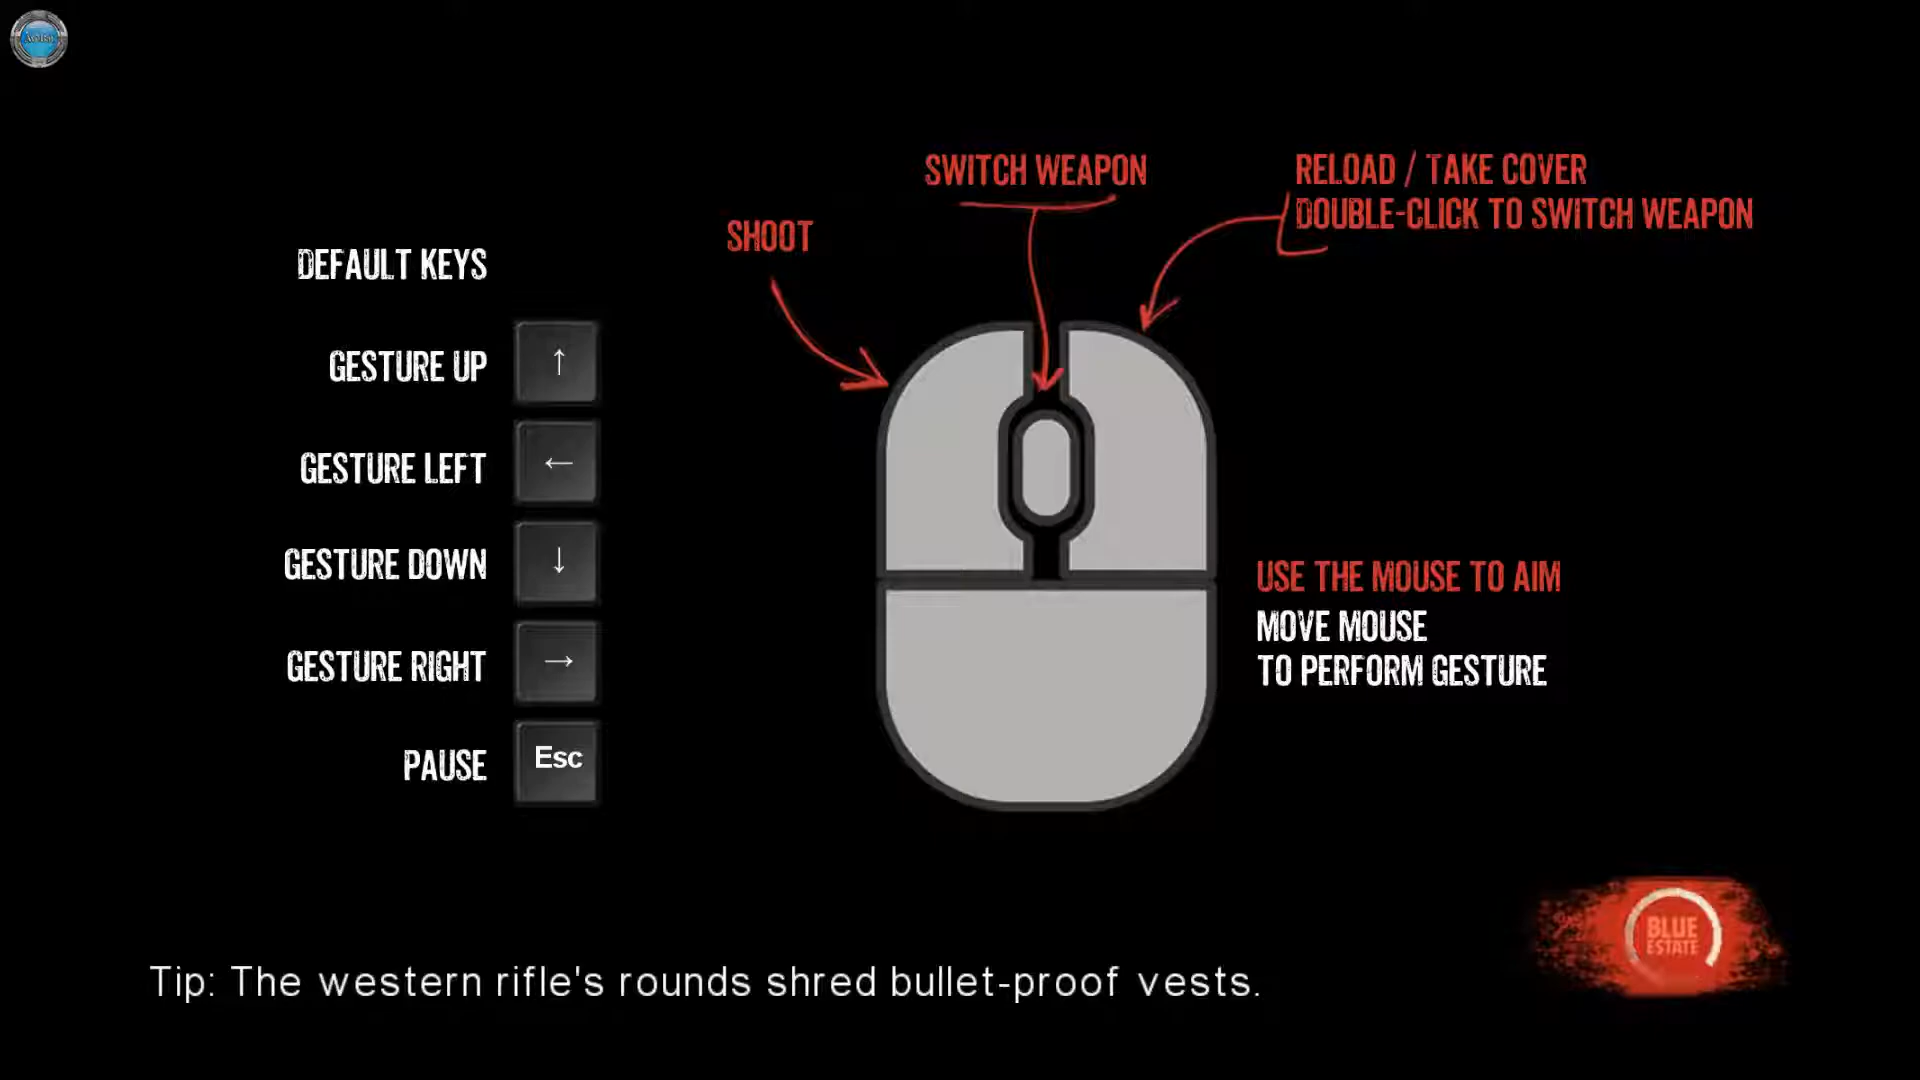 SWITCH WEAPON
RELOAD / TAKE COVER
DOUBLE-CLICK TO SWITCH WEAPON
SHOOT
DEFAULT KEYS
GESTURE UP ↑
GESTURE LEFT ←
GESTURE DOWN ↓
GESTURE RIGHT →
PAUSE Esc
USE THE MOUSE TO AIM
MOVE MOUSE
TO PERFORM GESTURE
BLUE
ESTATE
Tip: The western rifle's rounds shred bullet-proof vests.